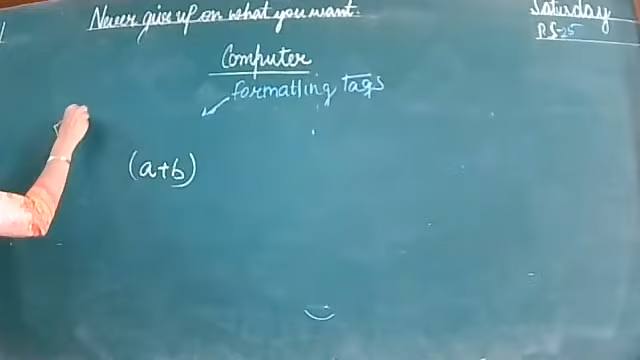 Never give up on what you want.
Saturday
Computer
formatting Tags
(a+b)